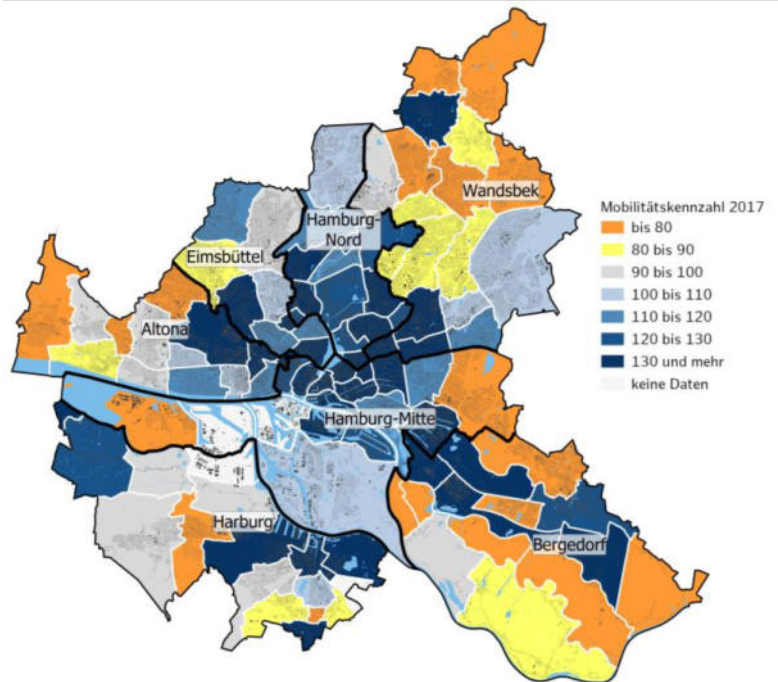 Wandsbek
Hamburg-
Nord
Eimsbüttel
Altona
Hamburg-Mitte
Harburg
Bergedorf
Mobilitätskennzahl 2017
bis 80
80 bis 90
90 bis 100
100 bis 110
110 bis 120
120 bis 130
130 und mehr
keine Daten